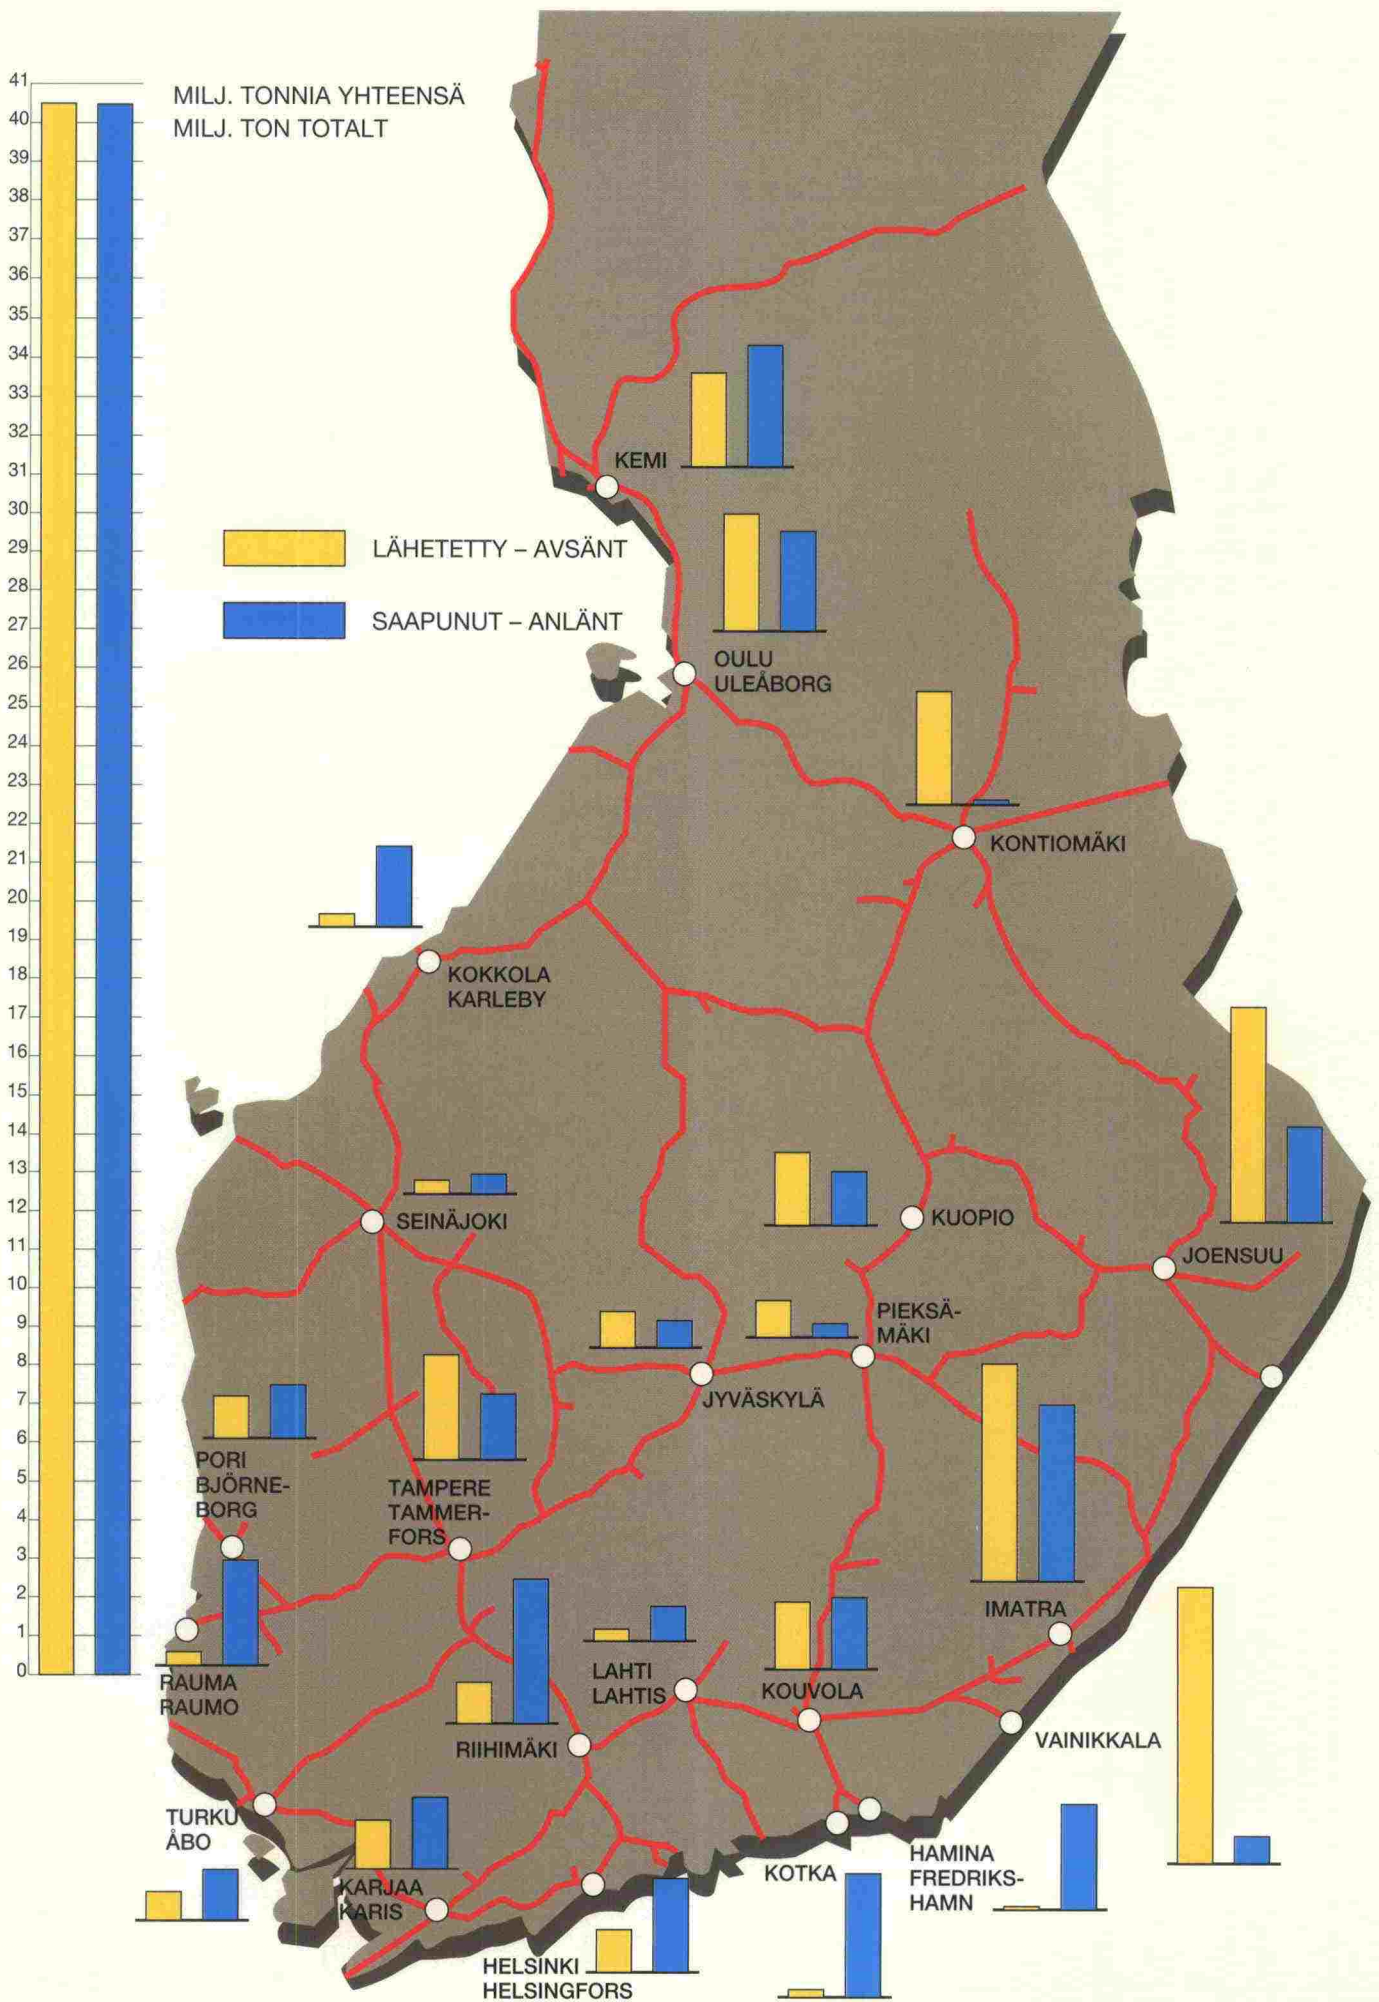 41
40
39
38
37
36
35
34
33
32
31
30
29
28
27
26
25
24
23
22
21
20
19
18
17
16
15
14
13
12
11
10
9
8
7
6
5
4
3
2
1
0
MILJ. TONNIA YHTEENSÄ
MILJ. TON TOTALT
LÄHETETTY – AVSÄNT
SAAPUNUT – ANLÄNT
KEMI
OULU
ULEÅBORG
KONTIOMÄKI
KOKKOLA
KARLEBY
SEINÄJOKI
KUOPIO
JOENSUU
PIEKSÄ-
MÄKI
JYVÄSKYLÄ
PORI
BJÖRNE-
BORG
TAMPERE
TAMMER-
FORS
IMATRA
RAUMA
RAUMO
LAHTI
LAHTIS
KOUVOLA
RIIHIMÄKI
VAINIKKALA
TURKU
ÅBO
KARJAA
KARIS
KOTKA
HAMINA
FREDRIKS-
HAMN
HELSINKI
HELSINGFORS